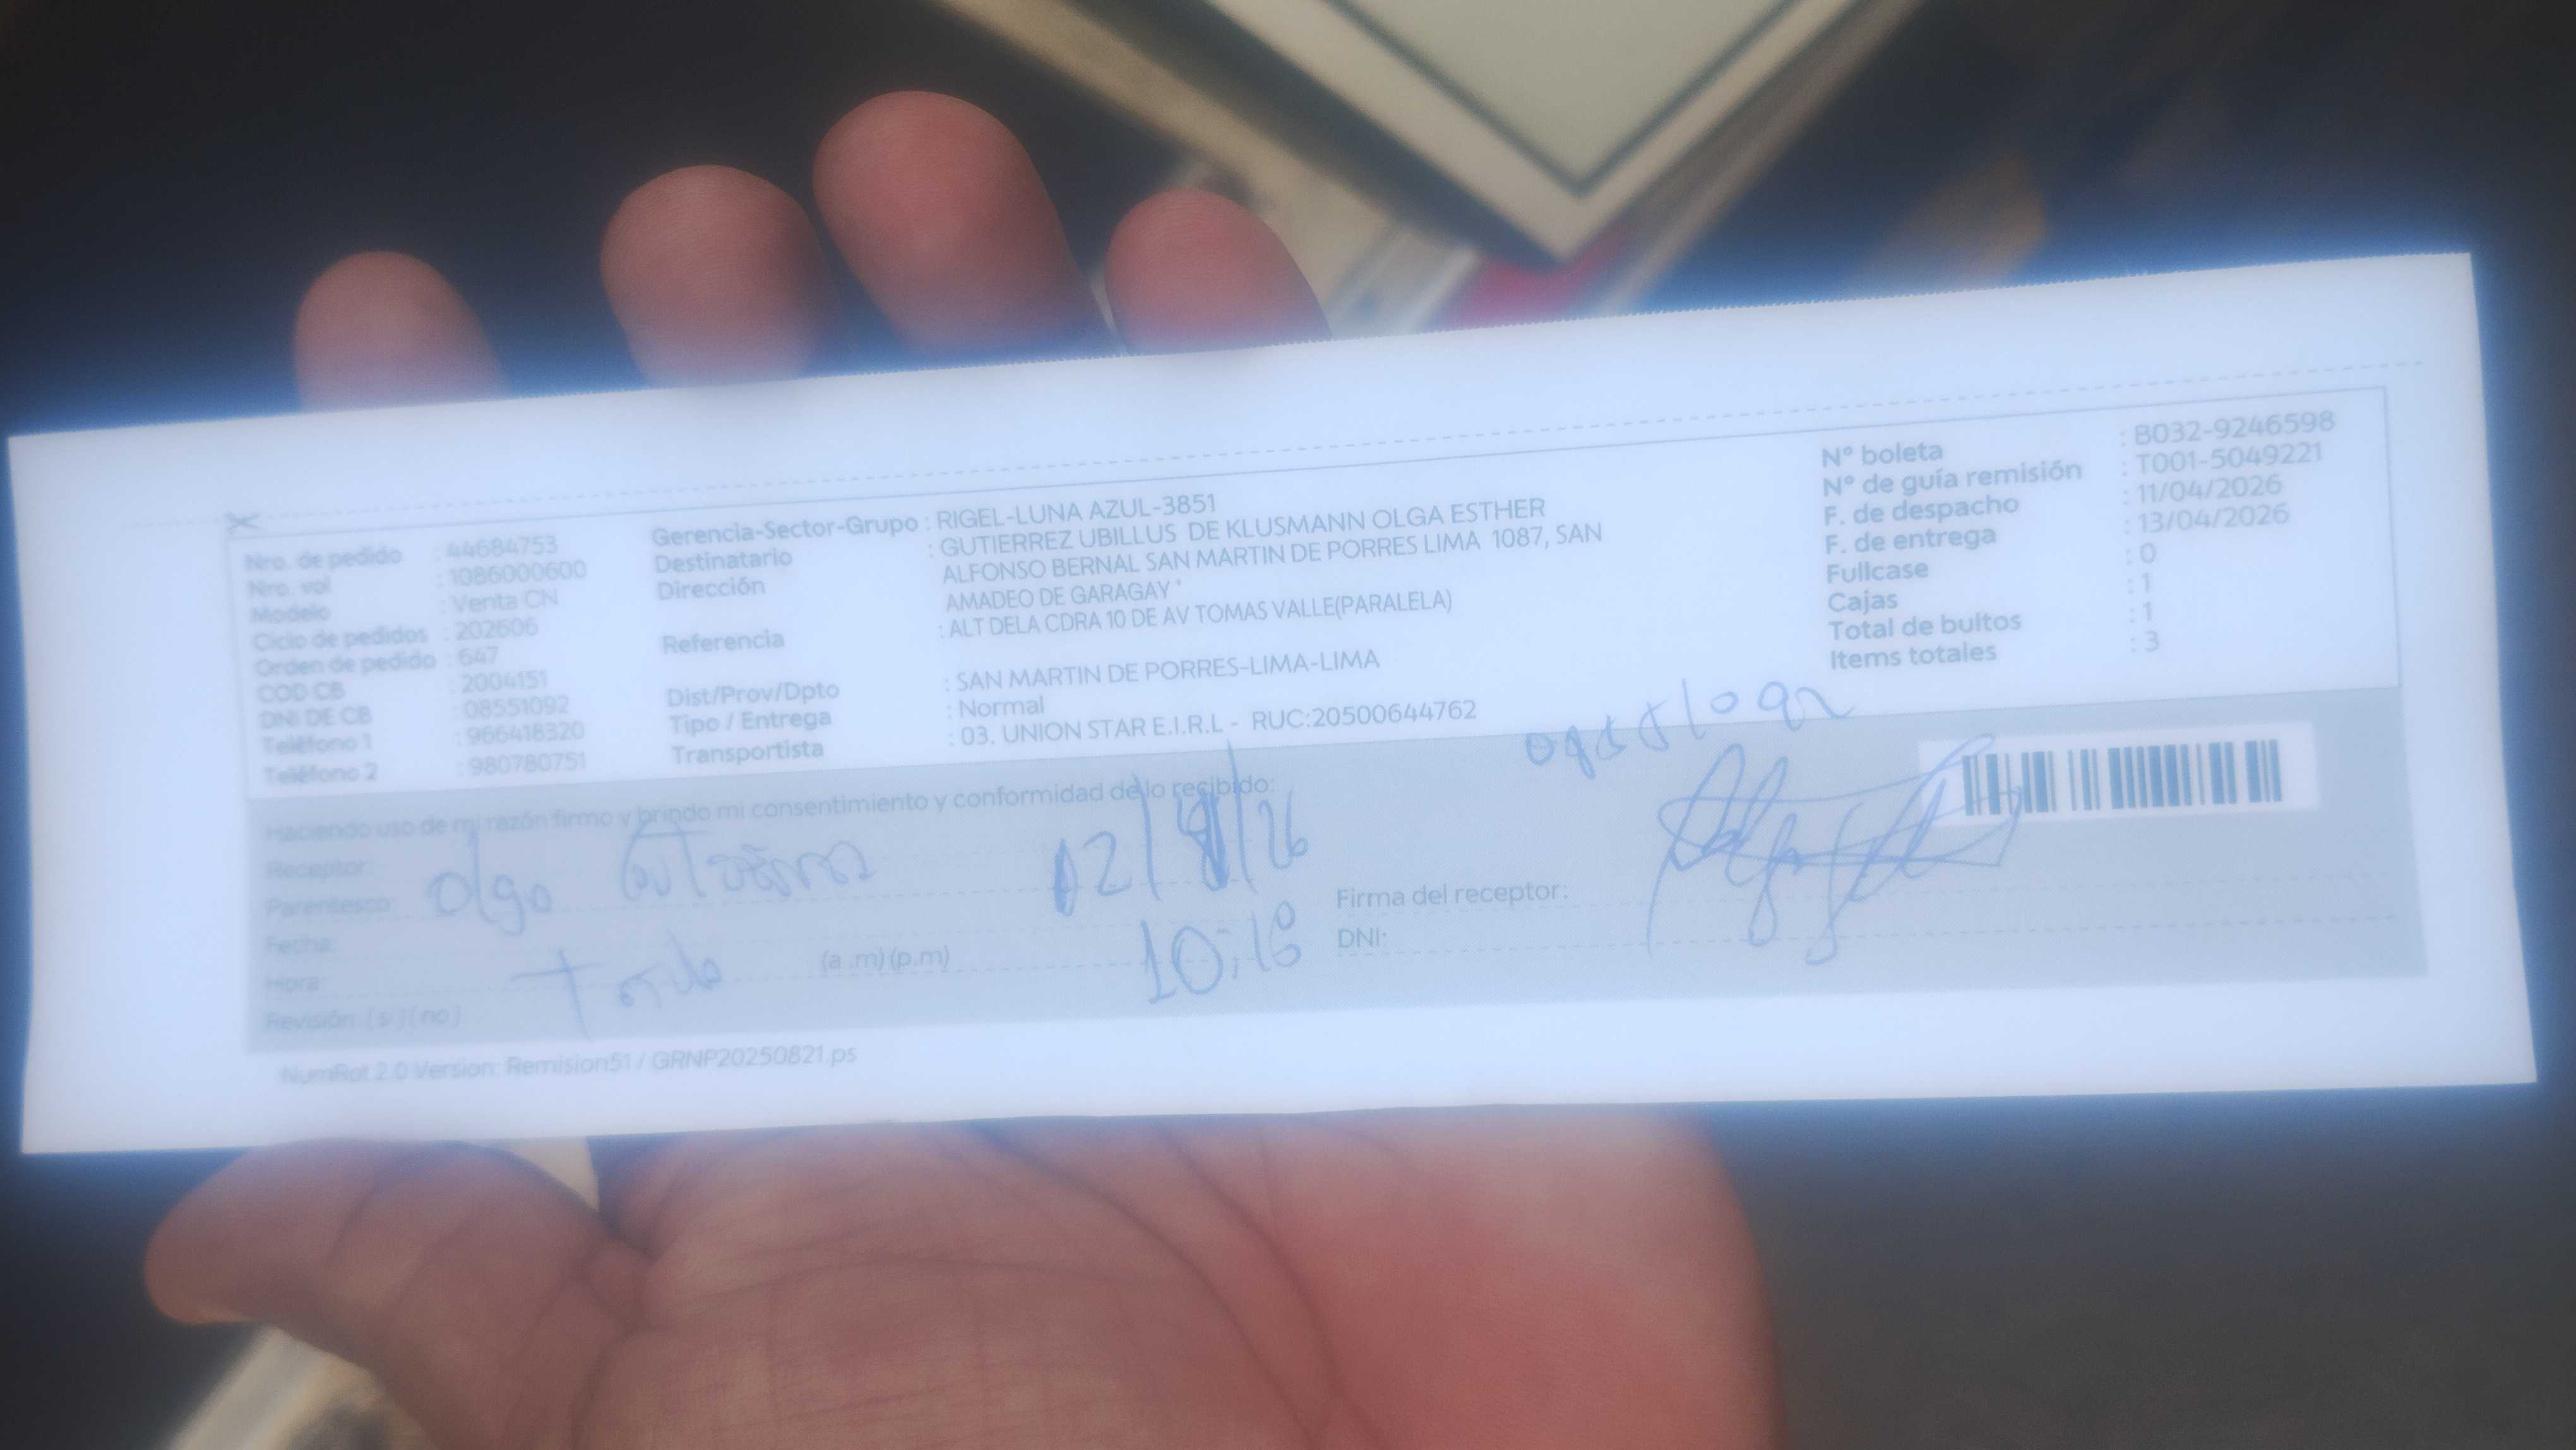 Nro. de pedido : 44684753
Nro. vol : 1086000600
Modelo : Venta CN
Ciclo de pedidos : 202606
Orden de pedido : 647
COD CB : 2004151
DNI DE CB : 08551092
Teléfono 1 : 966418320
Teléfono 2 : 980780751
Gerencia-Sector-Grupo : RIGEL-LUNA AZUL-3851
Destinatario : GUTIERREZ UBILLUS DE KLUSMANN OLGA ESTHER
Dirección ALFONSO BERNAL SAN MARTIN DE PORRES LIMA 1087, SAN
AMADEO DE GARAGAY '
Referencia : ALT DELA CDRA 10 DE AV TOMAS VALLE(PARALELA)
Dist/Prov/Dpto : SAN MARTIN DE PORRES-LIMA-LIMA
Tipo / Entrega : Normal
Transportista : 03. UNION STAR E.I.R.L - RUC:20500644762
N° boleta : B032-9246598
N° de guía remisión : T001-5049221
F. de despacho : 11/04/2026
F. de entrega : 13/04/2026
Fullcase : 0
Cajas : 1
Total de bultos : 1
Items totales : 3
Haciendo uso de mi razón firmo y brindo mi consentimiento y conformidad de lo recibido:
Receptor:
Parentesco: Olga
Fecha:
Hora: (a .m) (p.m) 10:18
Revisión: (si) (no)
Firma del receptor:
DNI:
NumRot 2.0 Version: Remision51 / GRNP20250821.ps